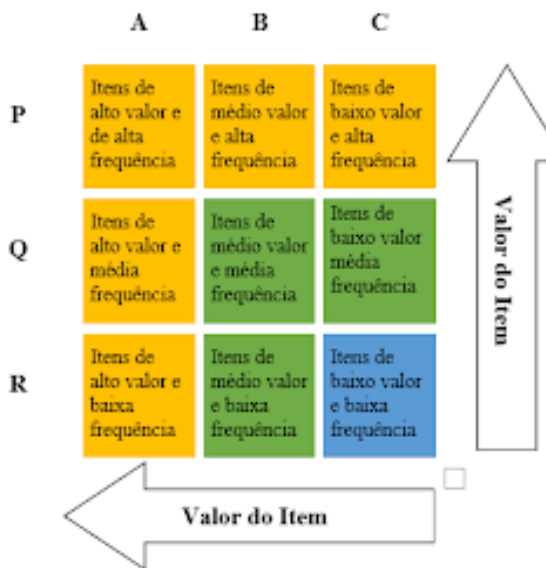 A B C
P
Itens de
alto valor e
de alta
frequência
Itens de
médio valor
e alta
frequência
Itens de
baixo valor
e alta
frequência
Q
Itens de
alto valor e
média
frequência
Itens de
médio valor
e média
frequência
Itens de
baixo valor
média
frequência
R
Itens de
alto valor e
baixa
frequência
Itens de
médio valor
e baixa
frequência
Itens de
baixo valor
e baixa
frequência
Valor do Item
Valor do Item